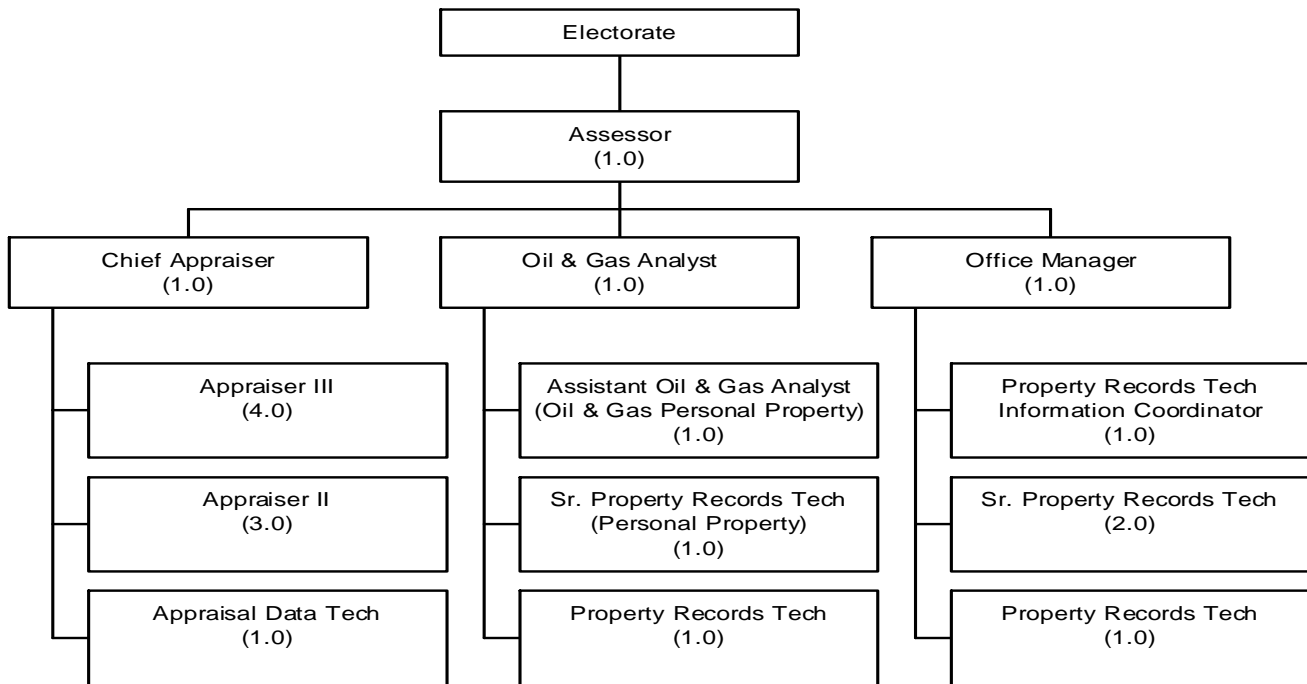 Electorate
Assessor
(1.0)
Chief Appraiser
(1.0)
Oil & Gas Analyst
(1.0)
Office Manager
(1.0)
Appraiser III
(4.0)
Assistant Oil & Gas Analyst
(Oil & Gas Personal Property)
(1.0)
Property Records Tech
Information Coordinator
(1.0)
Appraiser II
(3.0)
Sr. Property Records Tech
(Personal Property)
(1.0)
Sr. Property Records Tech
(2.0)
Appraisal Data Tech
(1.0)
Property Records Tech
(1.0)
Property Records Tech
(1.0)